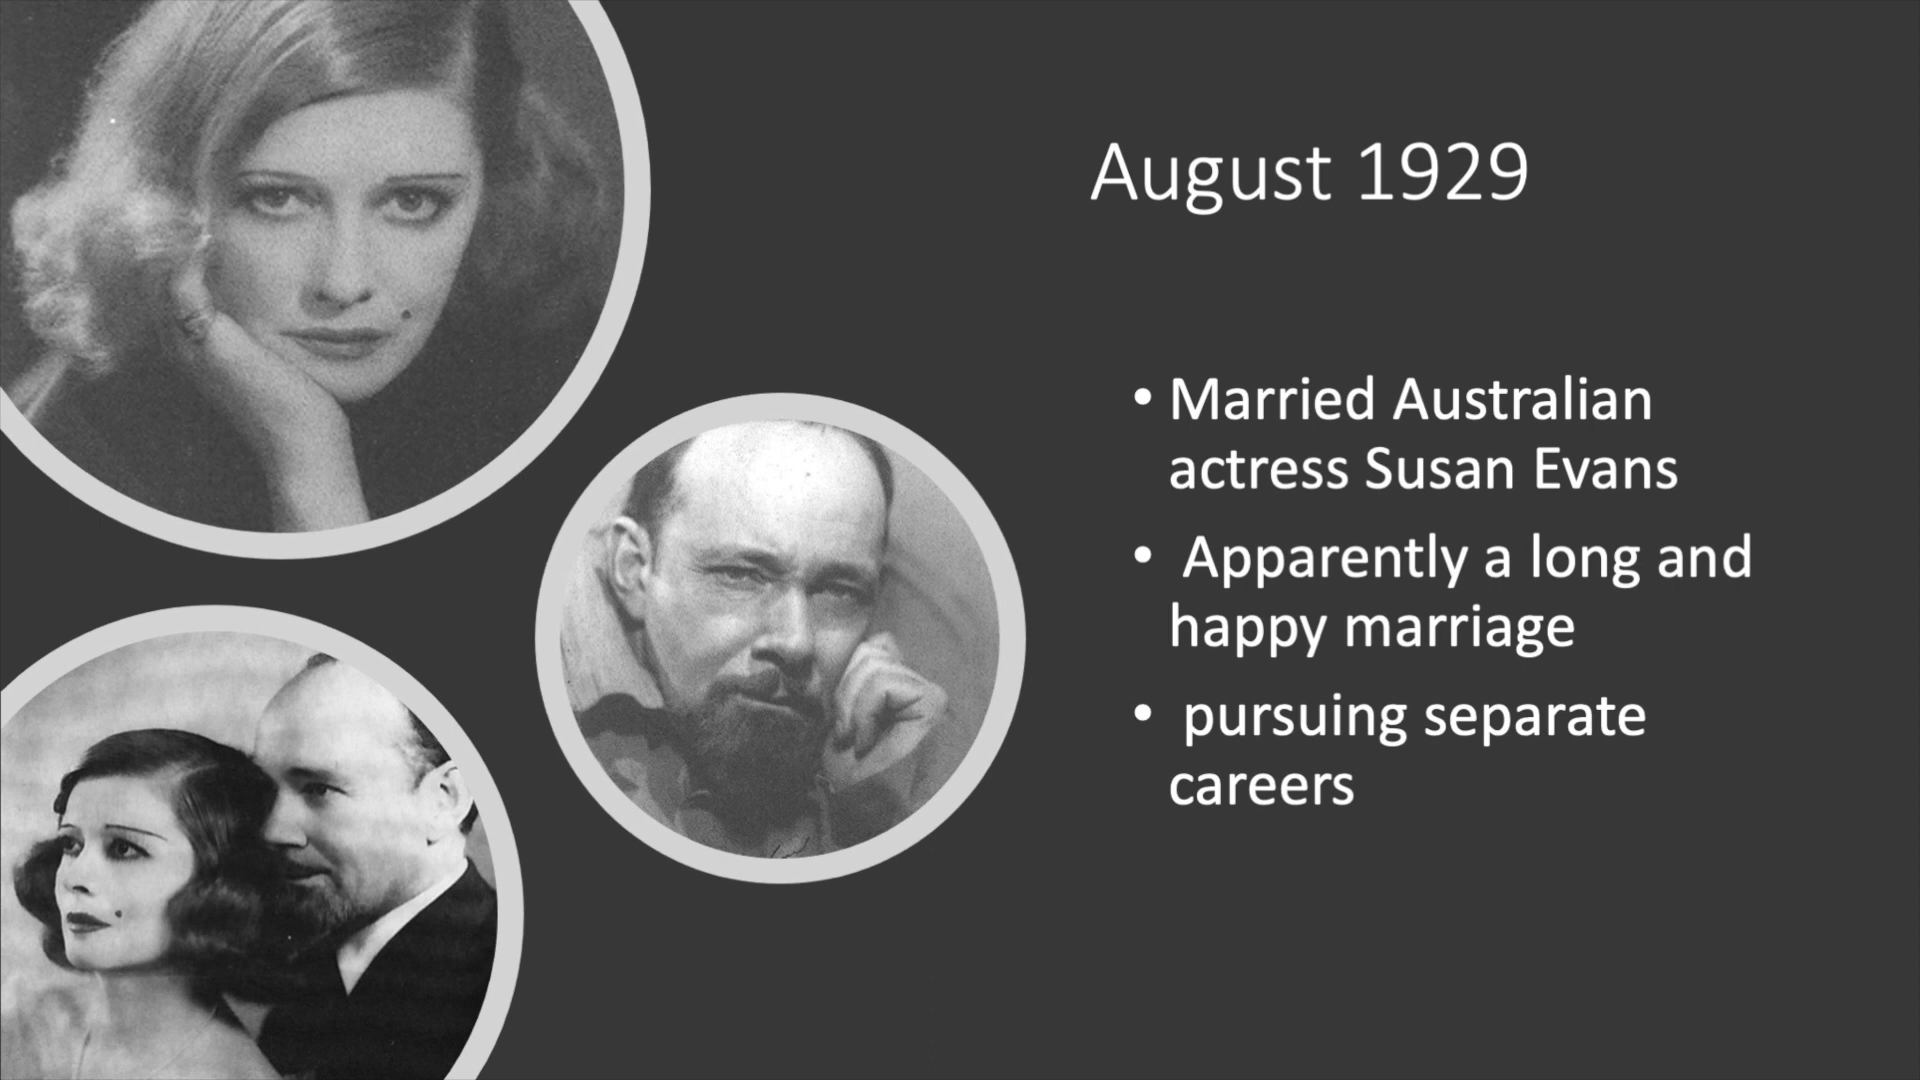 August 1929
• Married Australian
actress Susan Evans
• Apparently a long and
happy marriage
• pursuing separate
careers